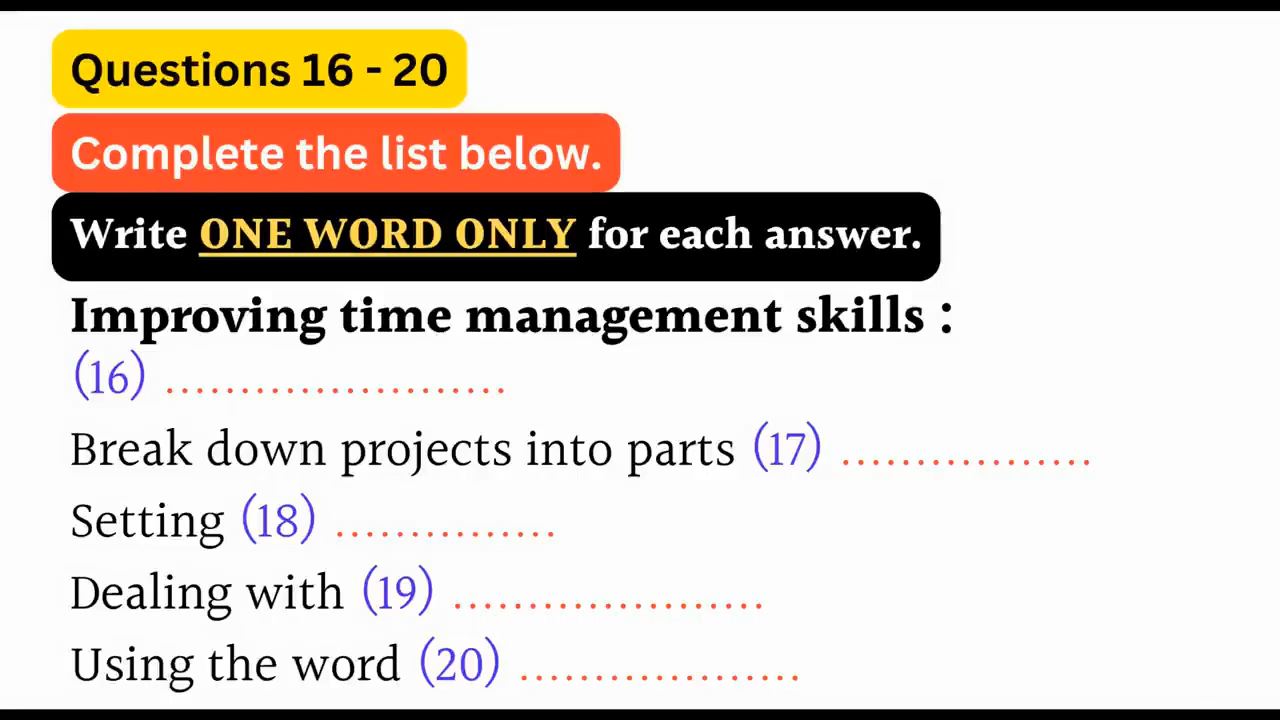 Questions 16 - 20
Complete the list below.
Write ONE WORD ONLY for each answer.
Improving time management skills :
(16) .......................
Break down projects into parts (17) .................
Setting (18) ...............
Dealing with (19) .....................
Using the word (20) ...................